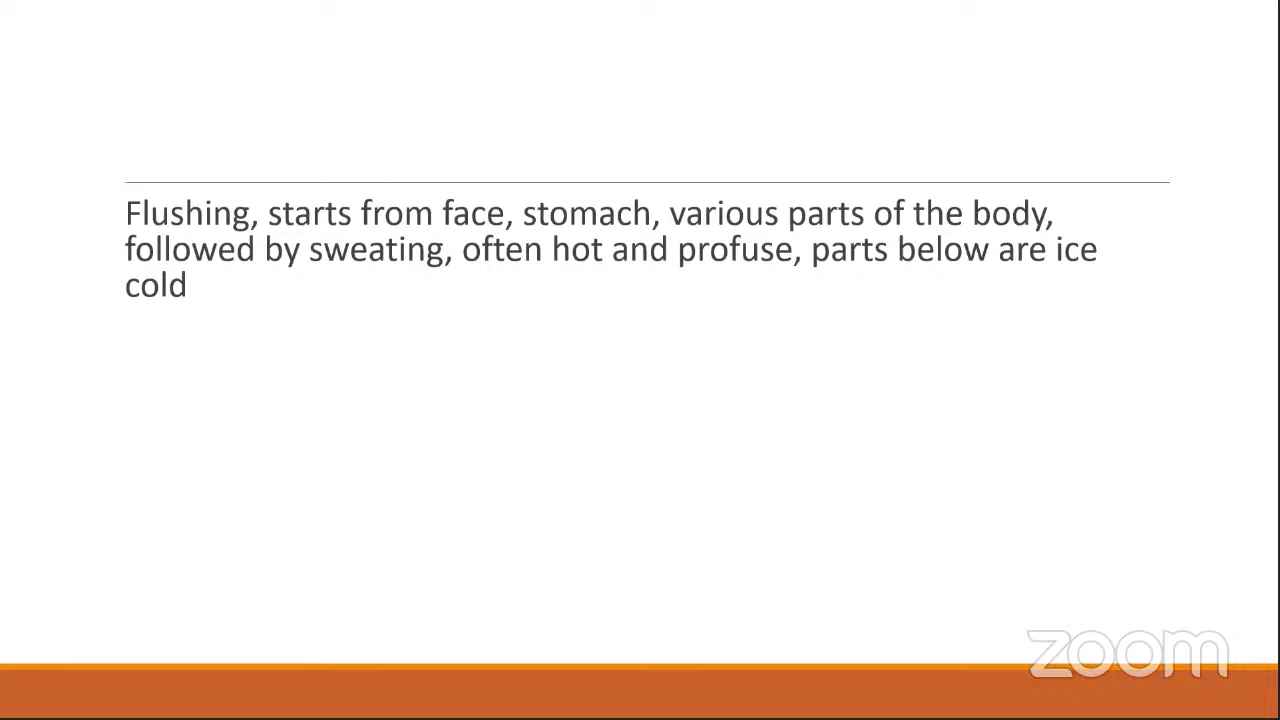 Flushing, starts from face, stomach, various parts of the body,
followed by sweating, often hot and profuse, parts below are ice
cold
zoom